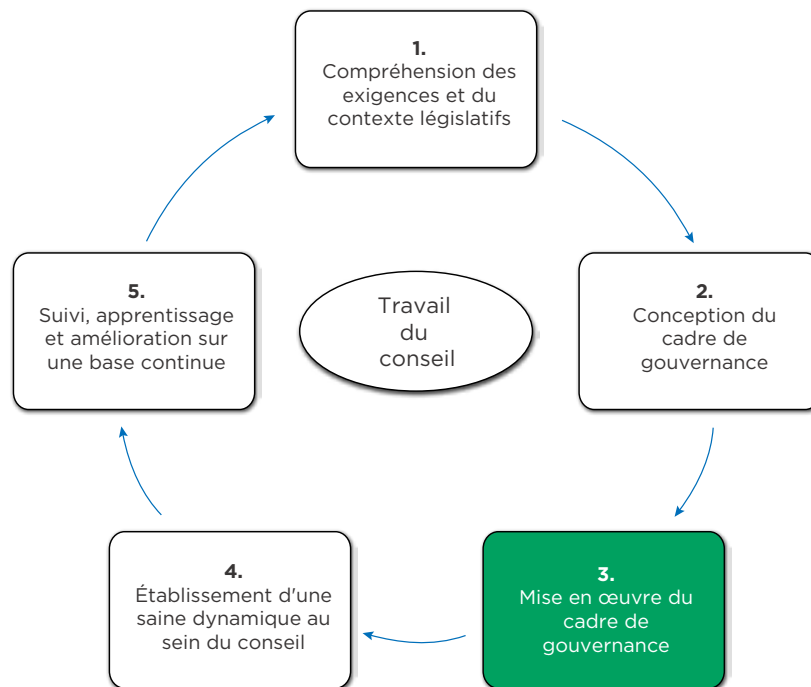 1.
Compréhension des
exigences et du
contexte législatifs
5.
Suivi, apprentissage
et amélioration sur
une base continue
Travail
du
conseil
2.
Conception du
cadre de
gouvernance
4.
Établissement d'une
saine dynamique au
sein du conseil
3.
Mise en œuvre du
cadre de
gouvernance